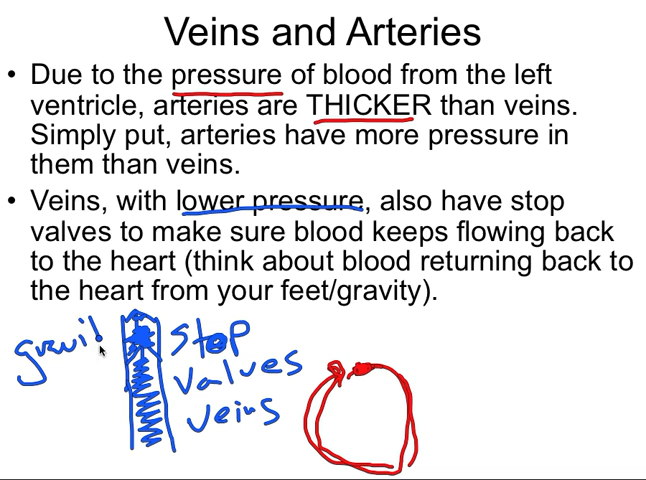 Veins and Arteries
• Due to the pressure of blood from the left
ventricle, arteries are THICKER than veins.
Simply put, arteries have more pressure in
them than veins.
• Veins, with lower pressure, also have stop
valves to make sure blood keeps flowing back
to the heart (think about blood returning back to
the heart from your feet/gravity).
gravi
stop
valves
veins